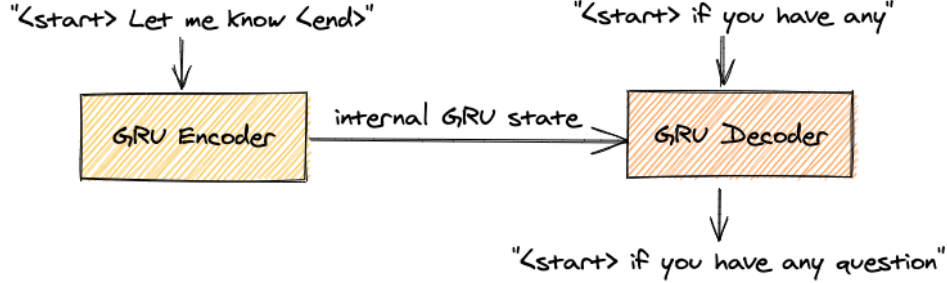 "<start> Let me know <end>"
"<start> if you have any"
GRU Encoder
internal GRU state
GRU Decoder
"<start> if you have any question"